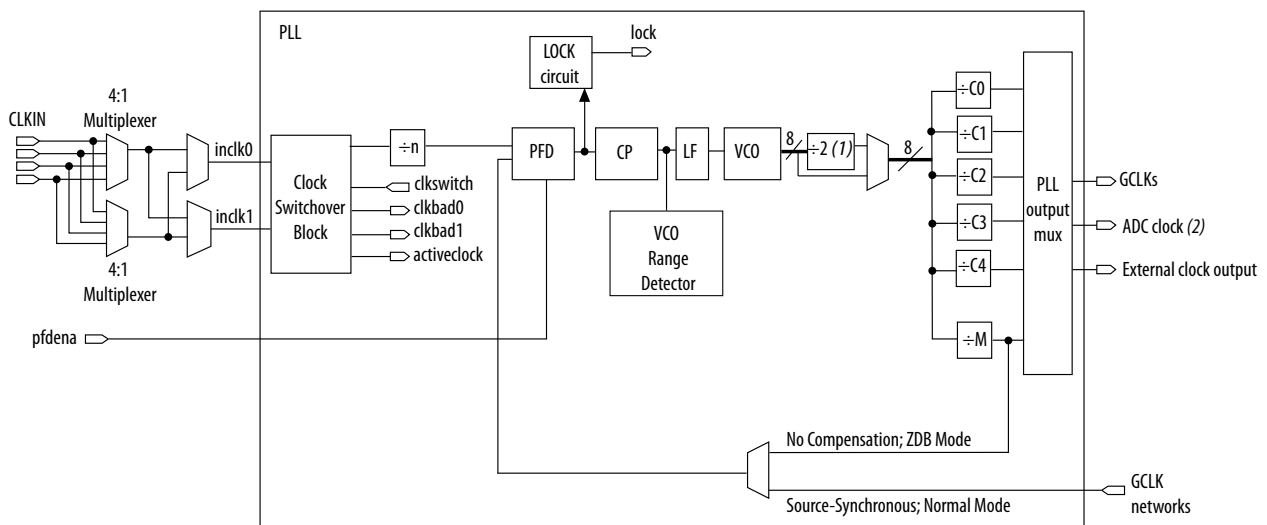 PLL
lock
LOCK
circuit
4:1
Multiplexer
CLKIN
inclk0
÷n
PFD
CP
LF
VCO
8
÷2 (1)
8
÷C0
÷C1
÷C2
÷C3
÷C4
÷M
PLL
output
mux
GCLKs
ADC clock (2)
External clock output
Clock
Switchover
Block
clkswitch
clkbad0
clkbad1
activeclock
inclk1
VCO
Range
Detector
4:1
Multiplexer
pfdena
No Compensation; ZDB Mode
Source-Synchronous; Normal Mode
GCLK
networks